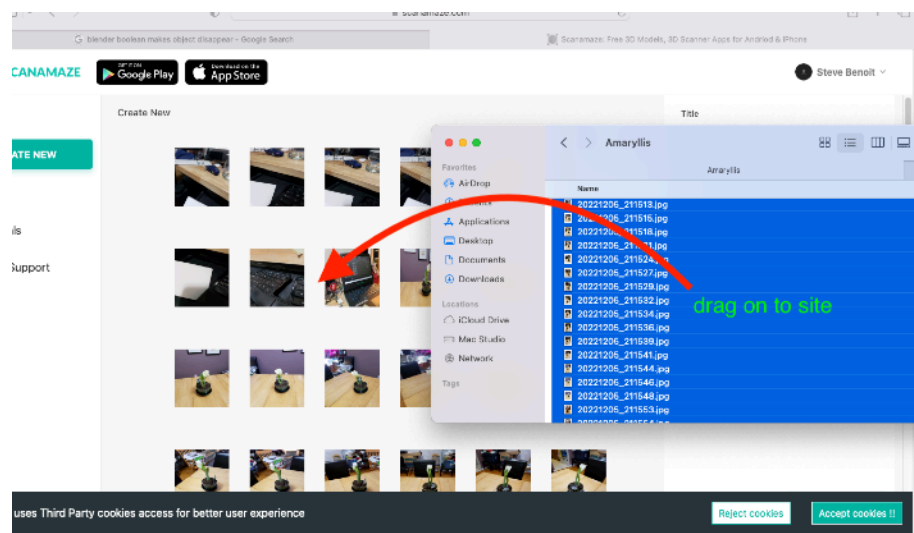 scanamaze.com
blender boolean makes object disappear - Google Search
Scanamaze: Free 3D Models, 3D Scanner Apps for Andried & iPhone
CANAMAZE
GET IT ON
Google Play
Download on the
App Store
Steve Benoit
Create New
Title
ATE NEW
Amaryllis
Favorites
Amaryllis
AirDrop
Name
20221206_211513.jpg
Applications
20221206_211515.jpg
20221206_211518.jpg
Desktop
Documents
20221206_211524.jpg
20221206_211527.jpg
Downloads
20221206_211529.jpg
20221206_211532.jpg
drag on to site
Locations
20221206_211534.jpg
iCloud Drive
20221206_211536.jpg
Mac Studio
20221206_211539.jpg
Network
20221206_211541.jpg
20221206_211544.jpg
Tags
20221206_211546.jpg
20221206_211548.jpg
20221206_211553.jpg
ls
Support
uses Third Party cookies access for better user experience
Reject cookies
Accept cookies !!